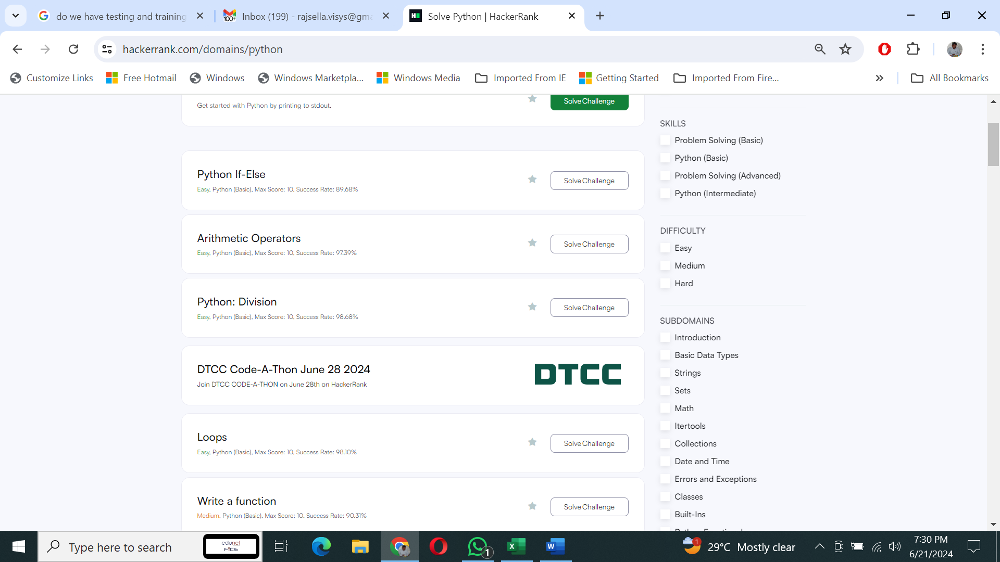 do we have testing and training
Inbox (199) - rajsella.visys@gma
Solve Python | HackerRank
hackerrank.com/domains/python
Customize Links
Free Hotmail
Windows
Windows Marketpla...
Windows Media
Imported From IE
Getting Started
Imported From Fire...
All Bookmarks
Get started with Python by printing to stdout.
Solve Challenge
Python If-Else
Easy, Python (Basic), Max Score: 10, Success Rate: 89.68%
Solve Challenge
Arithmetic Operators
Easy, Python (Basic), Max Score: 10, Success Rate: 97.39%
Solve Challenge
Python: Division
Easy, Python (Basic), Max Score: 10, Success Rate: 98.68%
Solve Challenge
DTCC Code-A-Thon June 28 2024
Join DTCC CODE-A-THON on June 28th on HackerRank
DTCC
Loops
Easy, Python (Basic), Max Score: 10, Success Rate: 98.10%
Solve Challenge
Write a function
Medium, Python (Basic), Max Score: 10, Success Rate: 90.31%
Solve Challenge
SKILLS
Problem Solving (Basic)
Python (Basic)
Problem Solving (Advanced)
Python (Intermediate)
DIFFICULTY
Easy
Medium
Hard
SUBDOMAINS
Introduction
Basic Data Types
Strings
Sets
Math
Itertools
Collections
Date and Time
Errors and Exceptions
Classes
Built-Ins
Type here to search
edunet
1
1
29°C Mostly clear
7:30 PM
6/21/2024